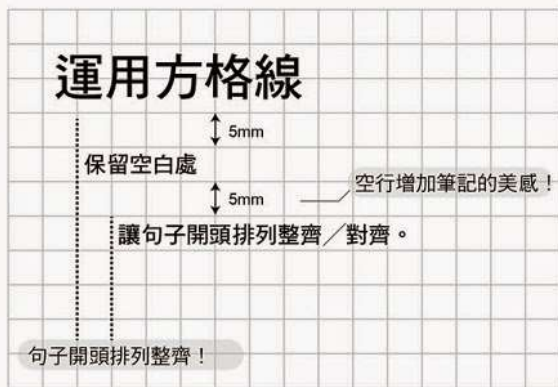 運用方格線
5mm
保留空白處
5mm
空行增加筆記的美感！
讓句子開頭排列整齊／對齊。
句子開頭排列整齊！